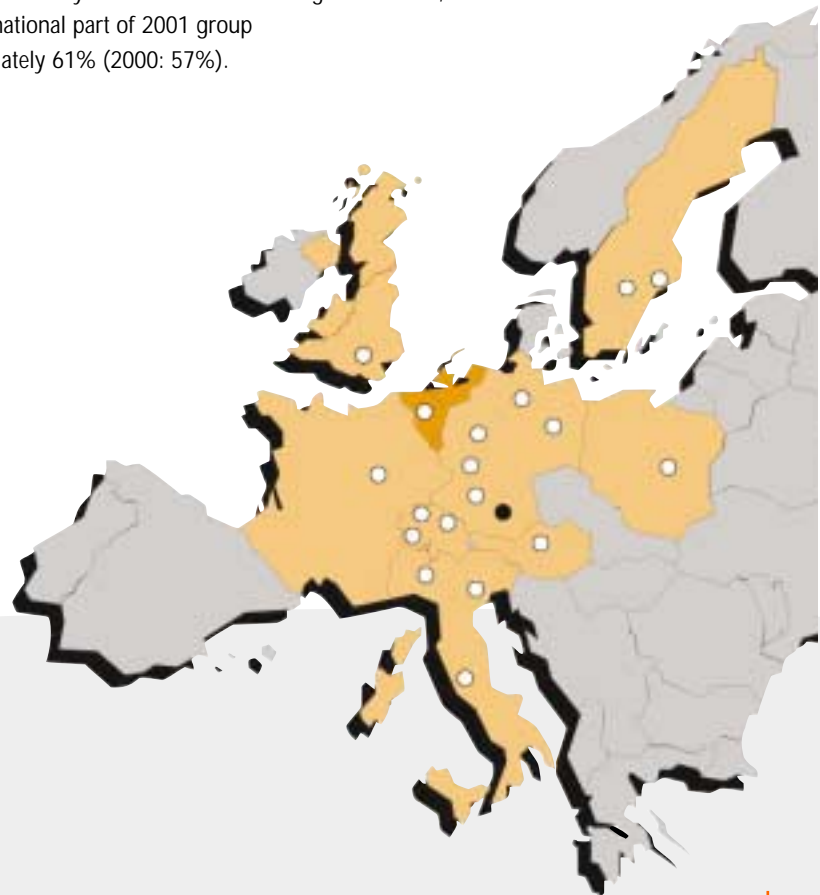 national part of 2001 group
ately 61% (2000: 57%).